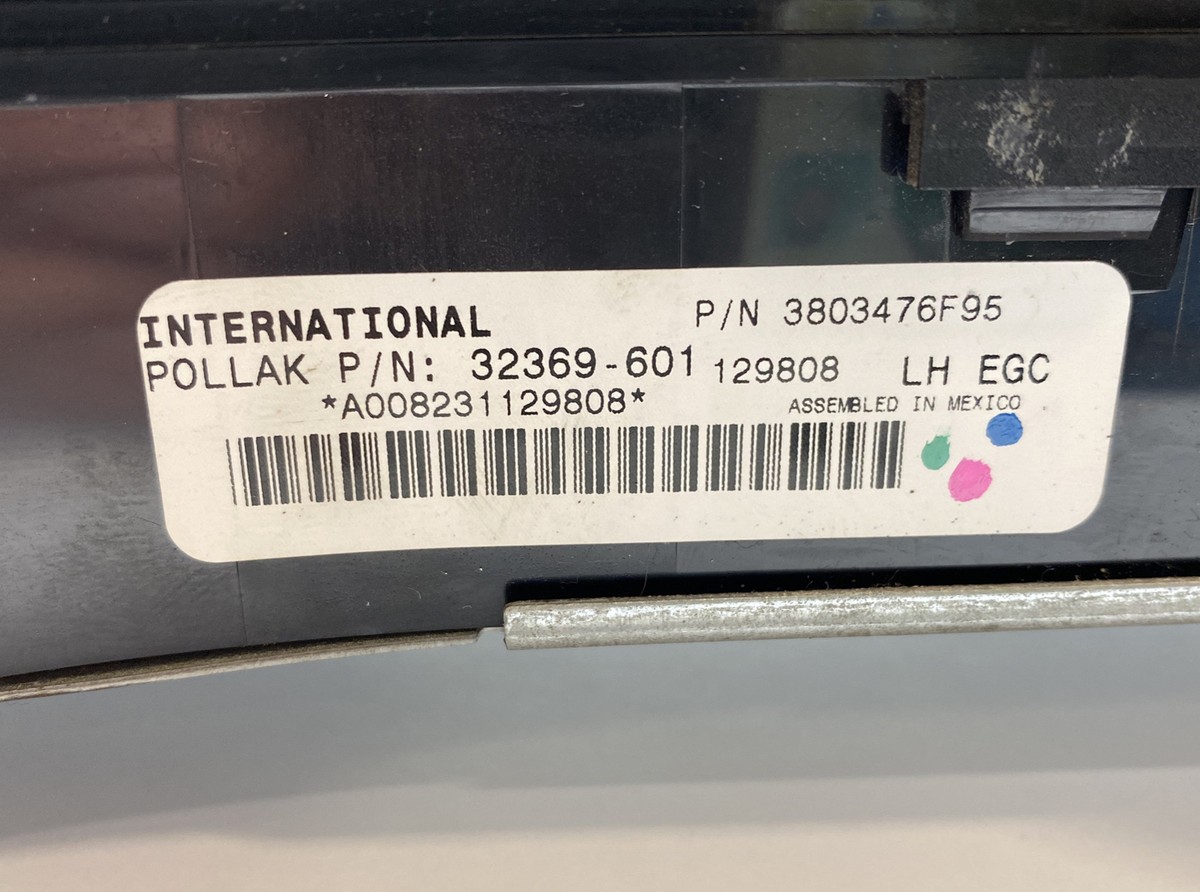 INTERNATIONAL P/N 3803476F95
POLLAK P/N: 32369-601 129808 LH EGC
*A008231129808* ASSEMBLED IN MEXICO